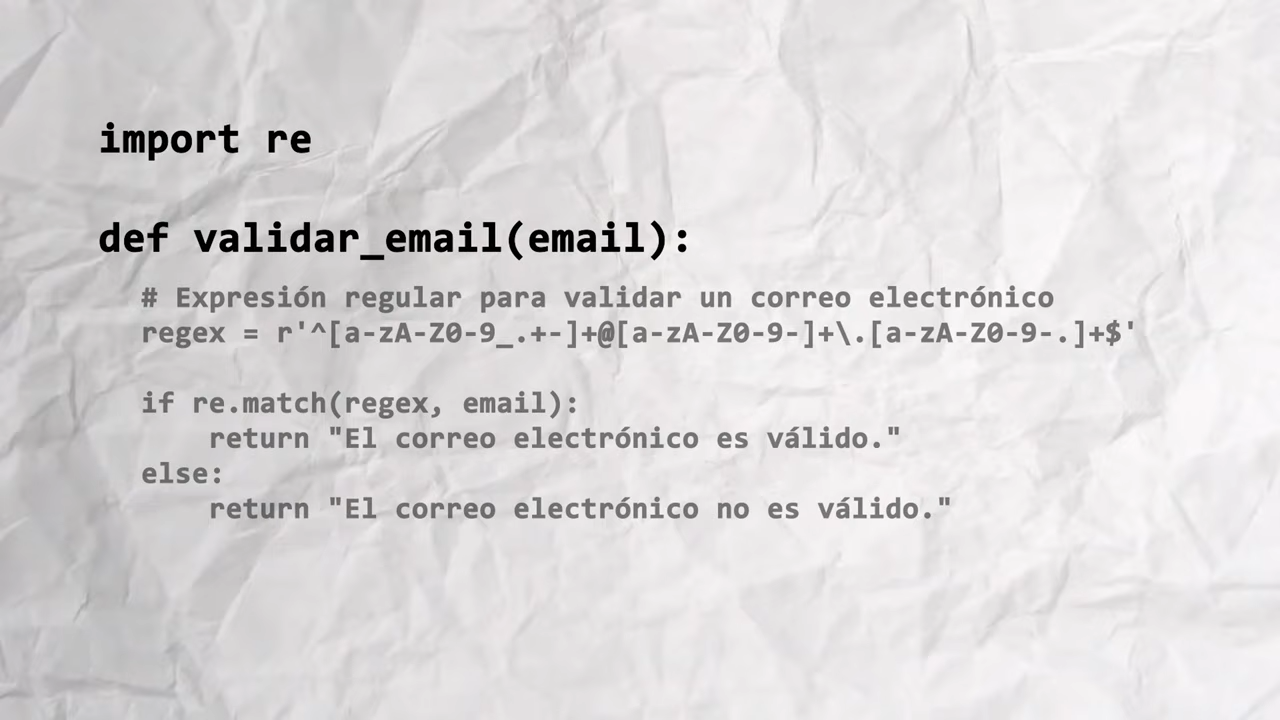 import re
def validar_email(email):
# Expresión regular para validar un correo electrónico
regex = r'^[a-zA-Z0-9_.+-]+@[a-zA-Z0-9-]+\.[a-zA-Z0-9-.]+$'
if re.match(regex, email):
return "El correo electrónico es válido."
else:
return "El correo electrónico no es válido."